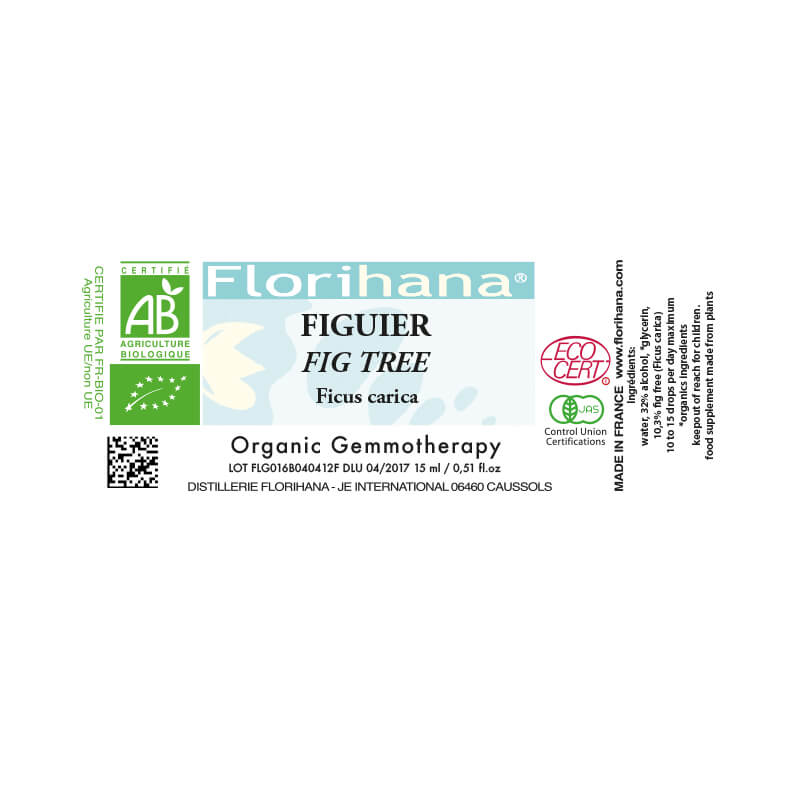 CERTIFIÉ PAR FR-BIO-01
Agriculture UE/non UE
CERTIFIÉ
AB
AGRICULTURE
BIOLOGIQUE
Florihana®
FIGUIER
FIG TREE
Ficus carica
Organic Gemmotherapy
LOT FLG016B040412F DLU 04/2017 15 ml / 0,51 fl.oz
DISTILLERIE FLORIHANA - JE INTERNATIONAL 06460 CAUSSOLS
ECO
CERT
JAS
Control Union
Certifications
MADE IN FRANCE www.florihana.com
Ingredients:
water, 32% alcohol, *glycerin,
10,3% fig free (Ficus carica)
10 to 15 drops per day maximum
*organics ingredients
keepout of reach for children.
food supplement made from plants